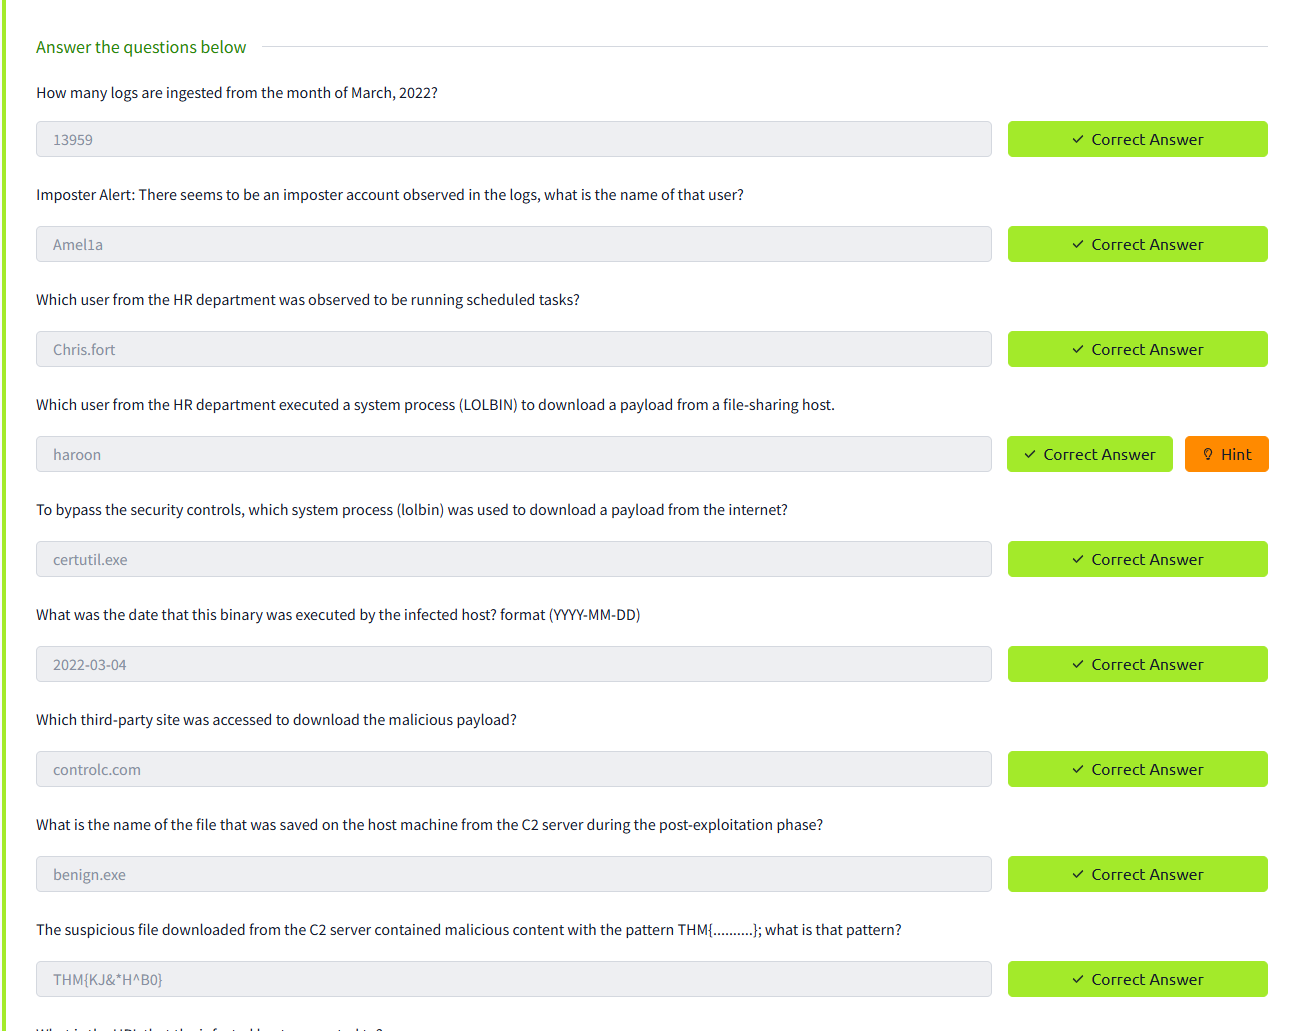 Answer the questions below
How many logs are ingested from the month of March, 2022?
13959
✓ Correct Answer
Imposter Alert: There seems to be an imposter account observed in the logs, what is the name of that user?
Amel1a
✓ Correct Answer
Which user from the HR department was observed to be running scheduled tasks?
Chris.fort
✓ Correct Answer
Which user from the HR department executed a system process (LOLBIN) to download a payload from a file-sharing host.
haroon
✓ Correct Answer
Hint
To bypass the security controls, which system process (lolbin) was used to download a payload from the internet?
certutil.exe
✓ Correct Answer
What was the date that this binary was executed by the infected host? format (YYYY-MM-DD)
2022-03-04
✓ Correct Answer
Which third-party site was accessed to download the malicious payload?
controlc.com
✓ Correct Answer
What is the name of the file that was saved on the host machine from the C2 server during the post-exploitation phase?
benign.exe
✓ Correct Answer
The suspicious file downloaded from the C2 server contained malicious content with the pattern THM{..........}; what is that pattern?
THM{KJ&*H^B0}
✓ Correct Answer